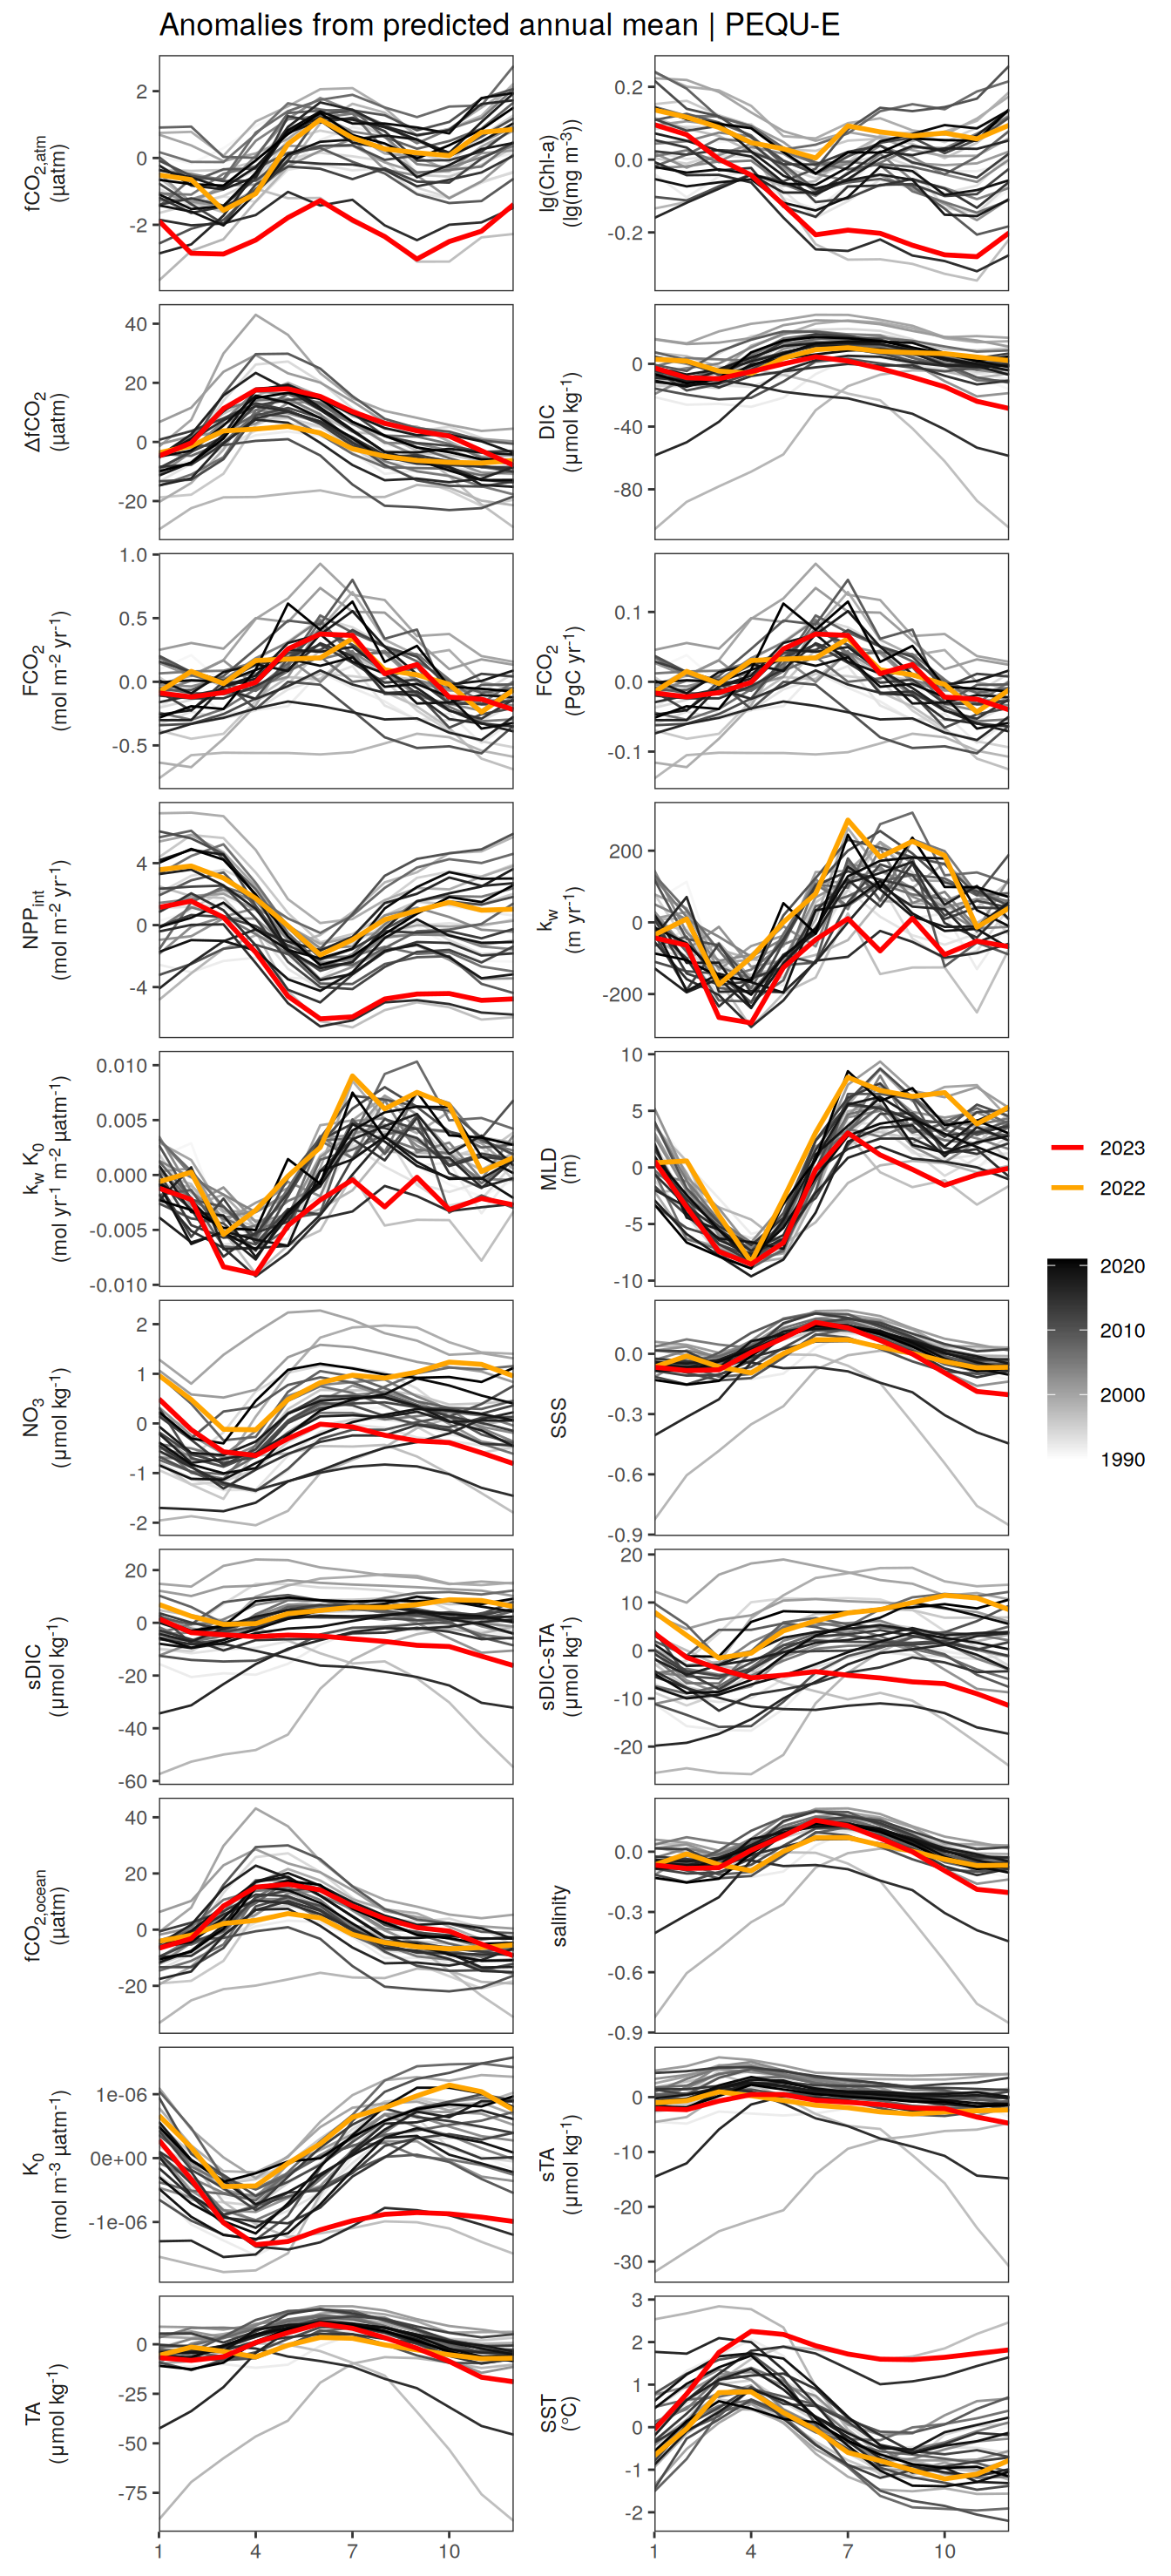 Anomalies from predicted annual mean | PEQU-E
fCO2,atm
(µatm)
2
0
-2
lg(Chl-a)
(lg(mg m⁻³))
0.2
0.0
-0.2
ΔfCO2
(µatm)
40
20
0
-20
DIC
(µmol kg⁻¹)
0
-40
-80
FCO2
(mol m⁻² yr⁻¹)
1.0
0.5
0.0
-0.5
FCO2
(PgC yr⁻¹)
0.1
0.0
-0.1
NPPint
(mol m⁻² yr⁻¹)
4
0
-4
kw
(m yr⁻¹)
200
0
-200
kw K0
(mol yr⁻¹ m⁻² µatm⁻¹)
0.010
0.005
0.000
-0.005
-0.010
MLD
(m)
10
5
0
-5
-10
2023
2022
2020
2010
2000
1990
NO3
(µmol kg⁻¹)
2
1
0
-1
-2
SSS
0.0
-0.3
-0.6
-0.9
sDIC
(µmol kg⁻¹)
20
0
-20
-40
-60
sDIC-sTA
(µmol kg⁻¹)
20
10
0
-10
-20
fCO2,ocean
(µatm)
40
20
0
-20
salinity
0.0
-0.3
-0.6
-0.9
K0
(mol m⁻³ µatm⁻¹)
1e-06
0e+00
-1e-06
sTA
(µmol kg⁻¹)
0
-10
-20
-30
TA
(µmol kg⁻¹)
0
-25
-50
-75
SST
(°C)
3
2
1
0
-1
-2
1 4 7 10
1 4 7 10